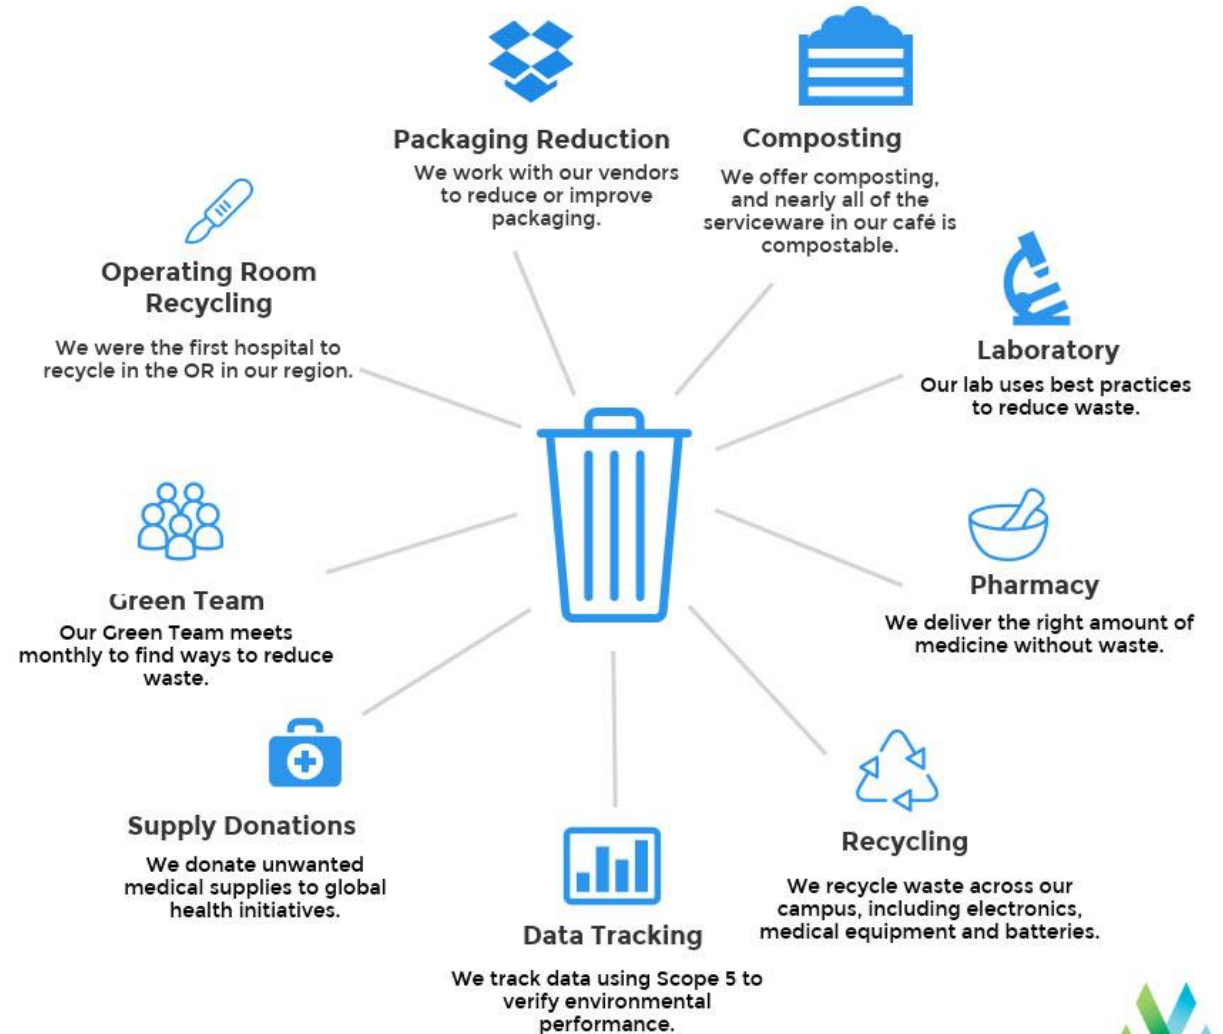 Packaging Reduction
We work with our vendors
to reduce or improve
packaging.
Composting
We offer composting,
and nearly all of the
serviceware in our café is
compostable.
Operating Room
Recycling
We were the first hospital to
recycle in the OR in our region.
Laboratory
Our lab uses best practices
to reduce waste.
Green Team
Our Green Team meets
monthly to find ways to reduce
waste.
Pharmacy
We deliver the right amount of
medicine without waste.
Supply Donations
We donate unwanted
medical supplies to global
health initiatives.
Data Tracking
We track data using Scope 5 to
verify environmental
performance.
Recycling
We recycle waste across our
campus, including electronics,
medical equipment and batteries.